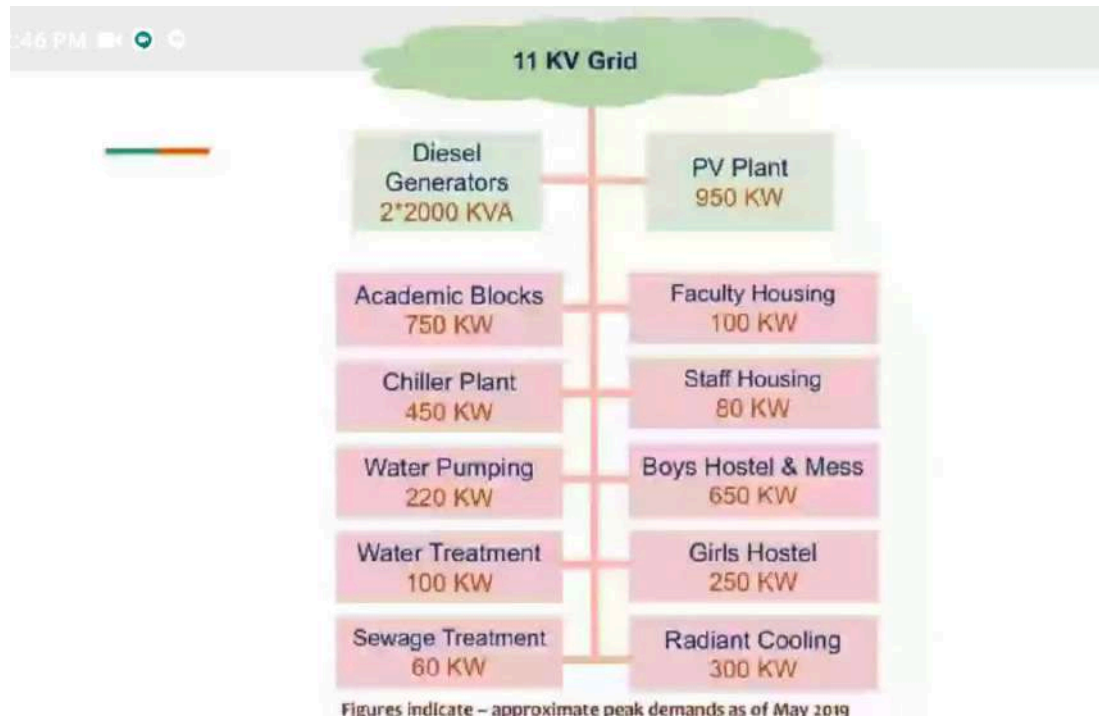 :46 PM
11 KV Grid
Diesel
Generators
2*2000 KVA
PV Plant
950 KW
Academic Blocks
750 KW
Faculty Housing
100 KW
Chiller Plant
450 KW
Staff Housing
80 KW
Water Pumping
220 KW
Boys Hostel & Mess
650 KW
Water Treatment
100 KW
Girls Hostel
250 KW
Sewage Treatment
60 KW
Radiant Cooling
300 KW
Figures indicate – approximate peak demands as of May 2019